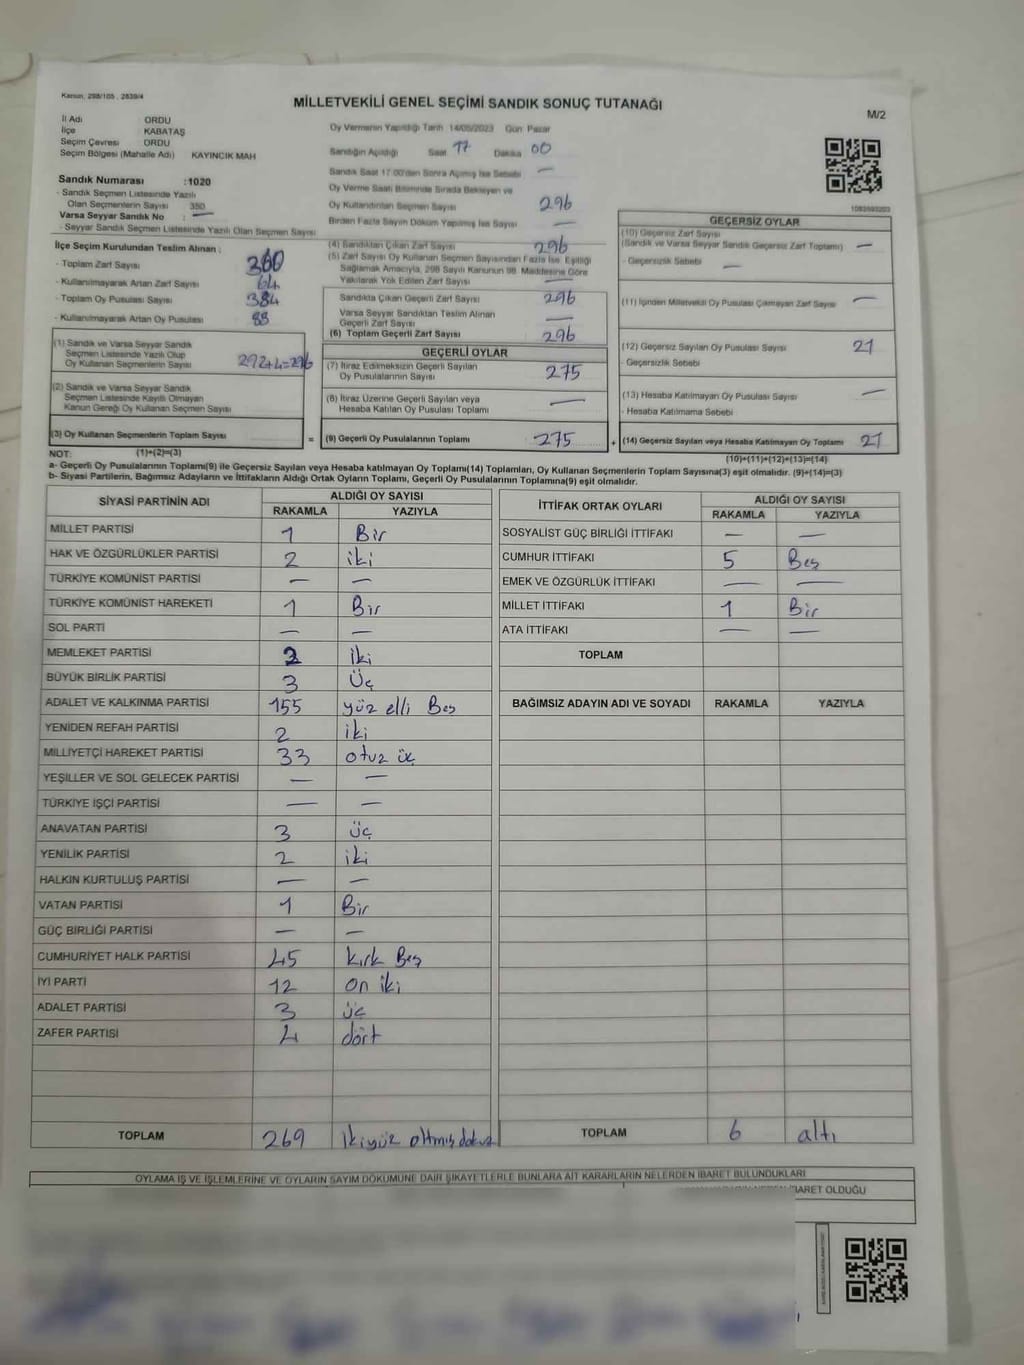 Kanun, 298/105 , 2839/4
MİLLETVEKİLİ GENEL SEÇİMİ SANDIK SONUÇ TUTANAĞI
M/2
İl Adı ORDU
İlçe KABATAŞ
Seçim Çevresi ORDU
Seçim Bölgesi (Mahalle Adı) KAYINCIK MAH
Sandık Numarası :1020
- Sandık Seçmen Listesinde Yazılı
Olan Seçmenlerin Sayısı 350
Varsa Seyyar Sandık No : —
- Seyyar Sandık Seçmen Listesinde Yazılı Olan Seçmen Sayısı
Oy Vermenin Yapıldığı Tarih 14/05/2023 Gün Pazar
Sandığın Açıldığı Saat 17 Dakika 00
Sandık Saat 17:00'den Sonra Açılmış İse Sebebi —
Oy Verme Saati Bitiminde Sırada Bekleyen ve
Oy Kullandırılan Seçmen Sayısı 296
Birden Fazla Sayım Döküm Yapılmış İse Sayısı —
1083693203
İlçe Seçim Kurulundan Teslim Alınan :
- Toplam Zarf Sayısı 360
- Kullanılmayarak Artan Zarf Sayısı 64
- Toplam Oy Pusulası Sayısı 384
- Kullanılmayarak Artan Oy Pusulası 88
(4) Sandıktan Çıkan Zarf Sayısı 296
(5) Zarf Sayısı Oy Kullanan Seçmen Sayısından Fazla İse, Eşitliği
Sağlamak Amacıyla, 298 Sayılı Kanunun 98. Maddesine Göre
Yakılarak Yok Edilen Zarf Sayısı —
Sandıkta Çıkan Geçerli Zarf Sayısı 296
Varsa Seyyar Sandıktan Teslim Alınan
Geçerli Zarf Sayısı —
(6) Toplam Geçerli Zarf Sayısı 296
GEÇERSİZ OYLAR
(10) Geçersiz Zarf Sayısı
(Sandık ve Varsa Seyyar Sandık Geçersiz Zarf Toplamı) —
- Geçersizlik Sebebi —
(11) İçinden Milletvekili Oy Pusulası Çıkmayan Zarf Sayısı —
(12) Geçersiz Sayılan Oy Pusulası Sayısı 21
- Geçersizlik Sebebi
(13) Hesaba Katılmayan Oy Pusulası Sayısı —
- Hesaba Katılmama Sebebi
(14) Geçersiz Sayılan veya Hesaba Katılmayan Oy Toplamı 21
(10)+(11)+(12)+(13)=(14)
(1) Sandık ve Varsa Seyyar Sandık
Seçmen Listesinde Yazılı Olup
Oy Kullanan Seçmenlerin Sayısı 292+4=296
(2) Sandık ve Varsa Seyyar Sandık
Seçmen Listesinde Kayıtlı Olmayan
Kanun Gereği Oy Kullanan Seçmen Sayısı
(3) Oy Kullanan Seçmenlerin Toplam Sayısı =
(1)+(2)=(3)
GEÇERLİ OYLAR
(7) İtiraz Edilmeksizin Geçerli Sayılan
Oy Pusulalarının Sayısı 275
(8) İtiraz Üzerine Geçerli Sayılan veya
Hesaba Katılan Oy Pusulası Toplamı —
(9) Geçerli Oy Pusulalarının Toplamı 275 +
NOT:
a- Geçerli Oy Pusulalarının Toplamı(9) ile Geçersiz Sayılan veya Hesaba katılmayan Oy Toplamı(14) Toplamları, Oy Kullanan Seçmenlerin Toplam Sayısına(3) eşit olmalıdır. (9)+(14)=(3)
b- Siyasi Partilerin, Bağımsız Adayların ve İttifakların Aldığı Ortak Oyların Toplamı, Geçerli Oy Pusulalarının Toplamına(9) eşit olmalıdır.
SİYASİ PARTİNİN ADI ALDIĞI OY SAYISI
RAKAMLA YAZIYLA
MİLLET PARTİSİ 1 Bir
HAK VE ÖZGÜRLÜKLER PARTİSİ 2 iki
TÜRKİYE KOMÜNİST PARTİSİ — —
TÜRKİYE KOMÜNİST HAREKETİ 1 Bir
SOL PARTİ — —
MEMLEKET PARTİSİ 2 iki
BÜYÜK BİRLİK PARTİSİ 3 Üç
ADALET VE KALKINMA PARTİSİ 155 yüz elli Beş
YENİDEN REFAH PARTİSİ 2 iki
MİLLİYETÇİ HAREKET PARTİSİ 33 otuz üç
YEŞİLLER VE SOL GELECEK PARTİSİ — —
TÜRKİYE İŞÇİ PARTİSİ — —
ANAVATAN PARTİSİ 3 üç
YENİLİK PARTİSİ 2 iki
HALKIN KURTULUŞ PARTİSİ — —
VATAN PARTİSİ 1 Bir
GÜÇ BİRLİĞİ PARTİSİ — —
CUMHURİYET HALK PARTİSİ 45 kırk Beş
İYİ PARTİ 12 on iki
ADALET PARTİSİ 3 üç
ZAFER PARTİSİ 4 dört
TOPLAM 269 ikiyüz altmış dokuz
İTTİFAK ORTAK OYLARI ALDIĞI OY SAYISI
RAKAMLA YAZIYLA
SOSYALİST GÜÇ BİRLİĞİ İTTİFAKI — —
CUMHUR İTTİFAKI 5 Beş
EMEK VE ÖZGÜRLÜK İTTİFAKI — —
MİLLET İTTİFAKI 1 Bir
ATA İTTİFAKI — —
TOPLAM
BAĞIMSIZ ADAYIN ADI VE SOYADI RAKAMLA YAZIYLA
TOPLAM 6 altı
OYLAMA İŞ VE İŞLEMLERİNE VE OYLARIN SAYIM DÖKÜMÜNE DAİR ŞİKAYETLERLE BUNLARA AİT KARARLARIN NELERDEN İBARET BULUNDUKLARI
İBARET OLDUĞU